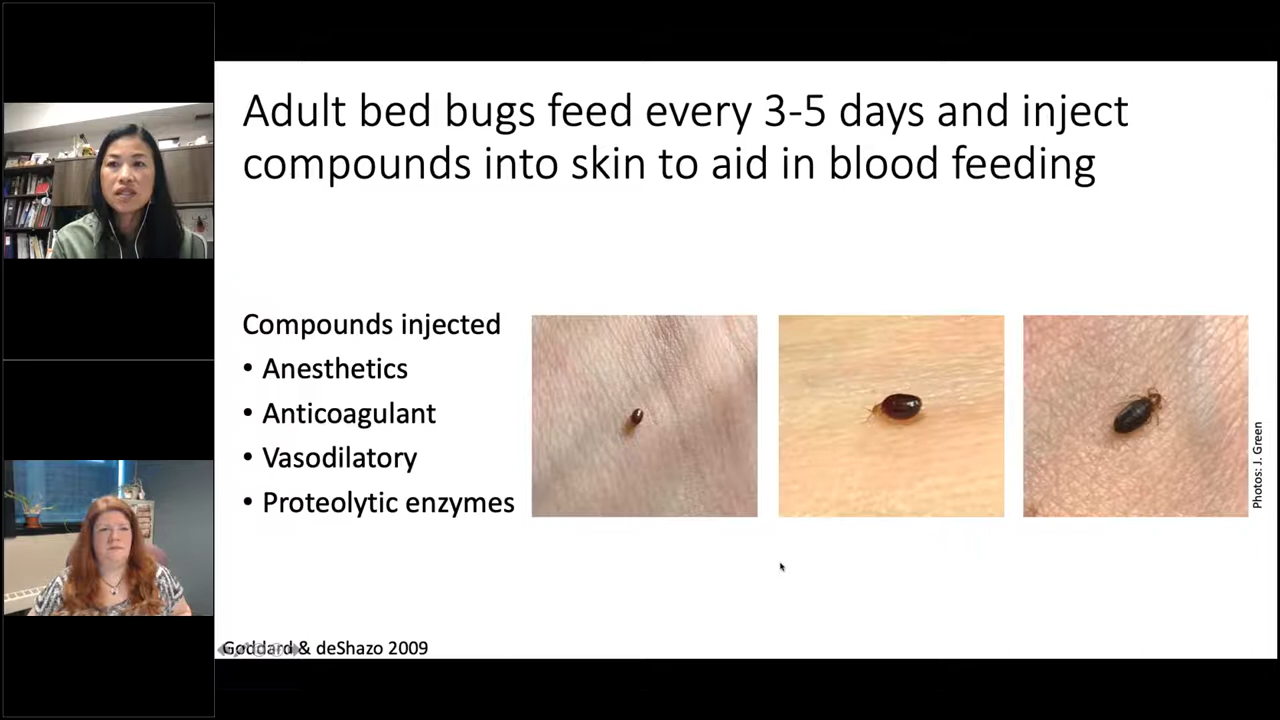 Adult bed bugs feed every 3-5 days and inject
compounds into skin to aid in blood feeding
Compounds injected
• Anesthetics
• Anticoagulant
• Vasodilatory
• Proteolytic enzymes
Photos: J. Green
Goddard & deShazo 2009